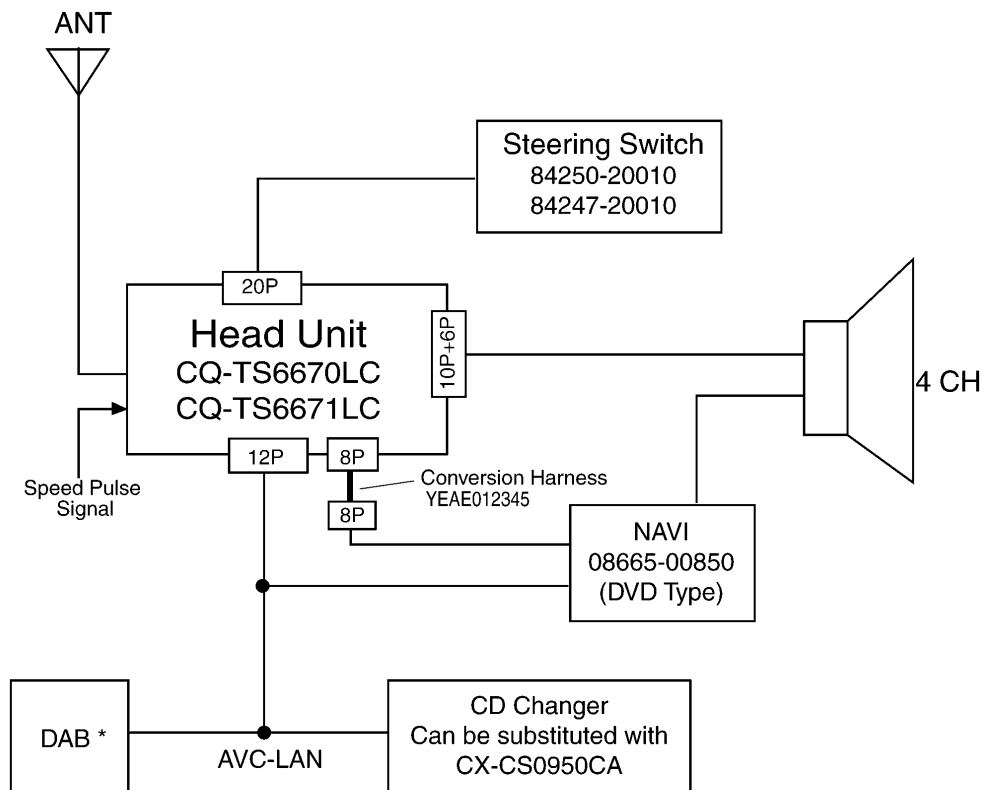 ANT
Steering Switch
84250-20010
84247-20010
20P
Head Unit
CQ-TS6670LC
CQ-TS6671LC
10P+6P
4 CH
12P
8P
Speed Pulse
Signal
Conversion Harness
YEAE012345
8P
NAVI
08665-00850
(DVD Type)
DAB *
AVC-LAN
CD Changer
Can be substituted with
CX-CS0950CA